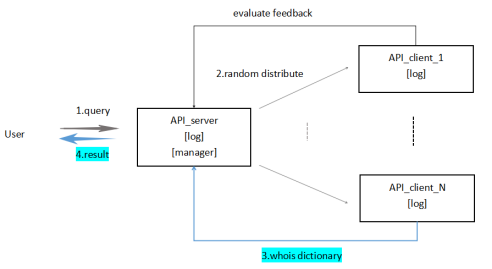 evaluate feedback
API_client_1
[log]
2.random distribute
1.query
API_server
[log]
[manager]
User
4.result
API_client_N
[log]
3.whois dictionary